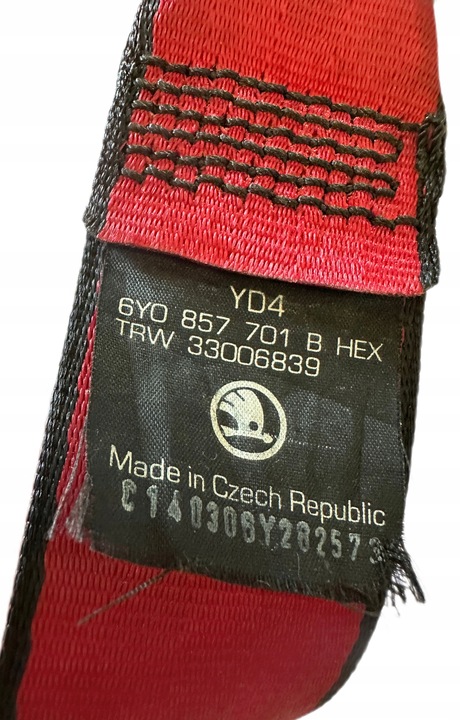 YD4
6Y0 857 701 B HEX
TRW 33006839
Made in Czech Republic
C140306Y282573